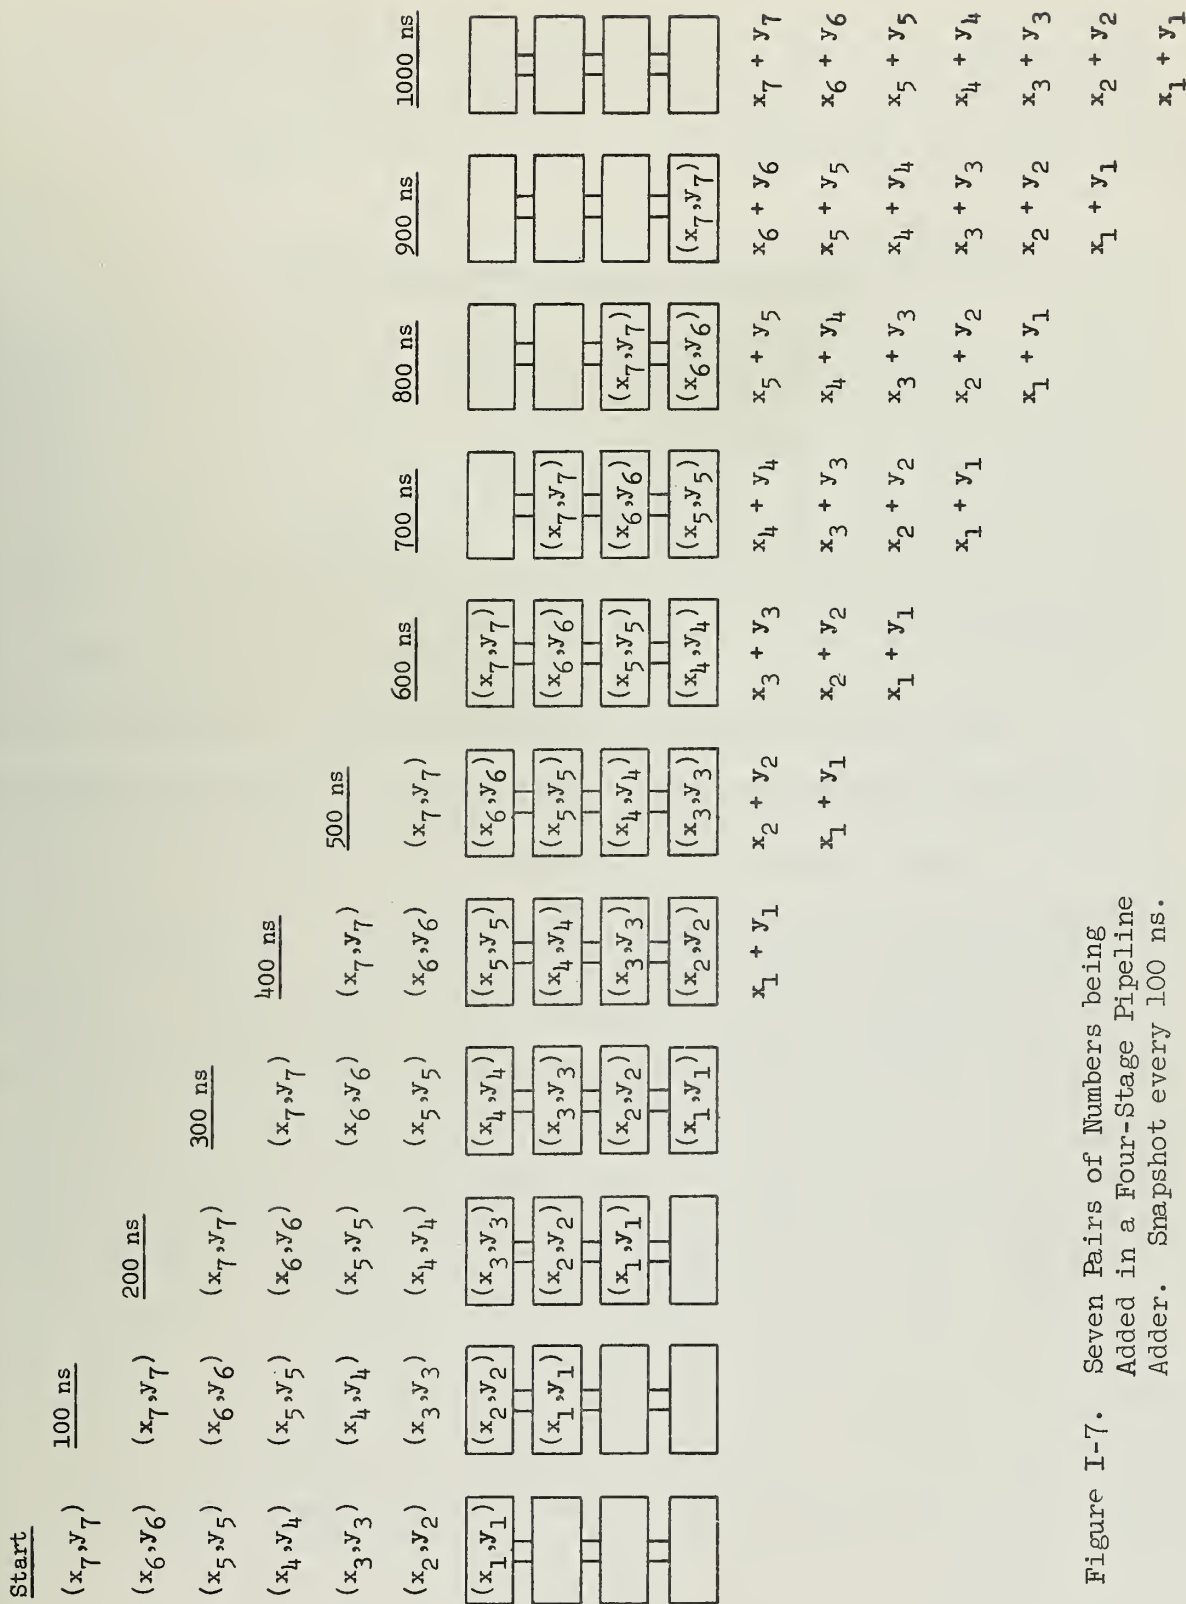 Start
(x₇,y₇)
(x₆,y₆)
(x₅,y₅)
(x₄,y₄)
(x₃,y₃)
(x₂,y₂)
(x₁,y₁)
100 ns
(x₇,y₇)
(x₆,y₆)
(x₅,y₅)
(x₄,y₄)
(x₃,y₃)
(x₂,y₂)
(x₁,y₁)
200 ns
(x₇,y₇)
(x₆,y₆)
(x₅,y₅)
(x₄,y₄)
(x₃,y₃)
(x₂,y₂)
(x₁,y₁)
300 ns
(x₇,y₇)
(x₆,y₆)
(x₅,y₅)
(x₄,y₄)
(x₃,y₃)
(x₂,y₂)
(x₁,y₁)
400 ns
(x₇,y₇)
(x₆,y₆)
(x₅,y₅)
(x₄,y₄)
(x₃,y₃)
(x₂,y₂)
x₁ + y₁
500 ns
(x₇,y₇)
(x₆,y₆)
(x₅,y₅)
(x₄,y₄)
(x₃,y₃)
x₂ + y₂
x₁ + y₁
600 ns
(x₇,y₇)
(x₆,y₆)
(x₅,y₅)
(x₄,y₄)
x₃ + y₃
x₂ + y₂
x₁ + y₁
700 ns
(x₇,y₇)
(x₆,y₆)
(x₅,y₅)
x₄ + y₄
x₃ + y₃
x₂ + y₂
x₁ + y₁
800 ns
(x₇,y₇)
(x₆,y₆)
x₅ + y₅
x₄ + y₄
x₃ + y₃
x₂ + y₂
x₁ + y₁
900 ns
(x₇,y₇)
x₆ + y₆
x₅ + y₅
x₄ + y₄
x₃ + y₃
x₂ + y₂
x₁ + y₁
1000 ns
x₇ + y₇
x₆ + y₆
x₅ + y₅
x₄ + y₄
x₃ + y₃
x₂ + y₂
x₁ + y₁
Figure I-7. Seven Pairs of Numbers being
Added in a Four-Stage Pipeline
Adder. Snapshot every 100 ns.